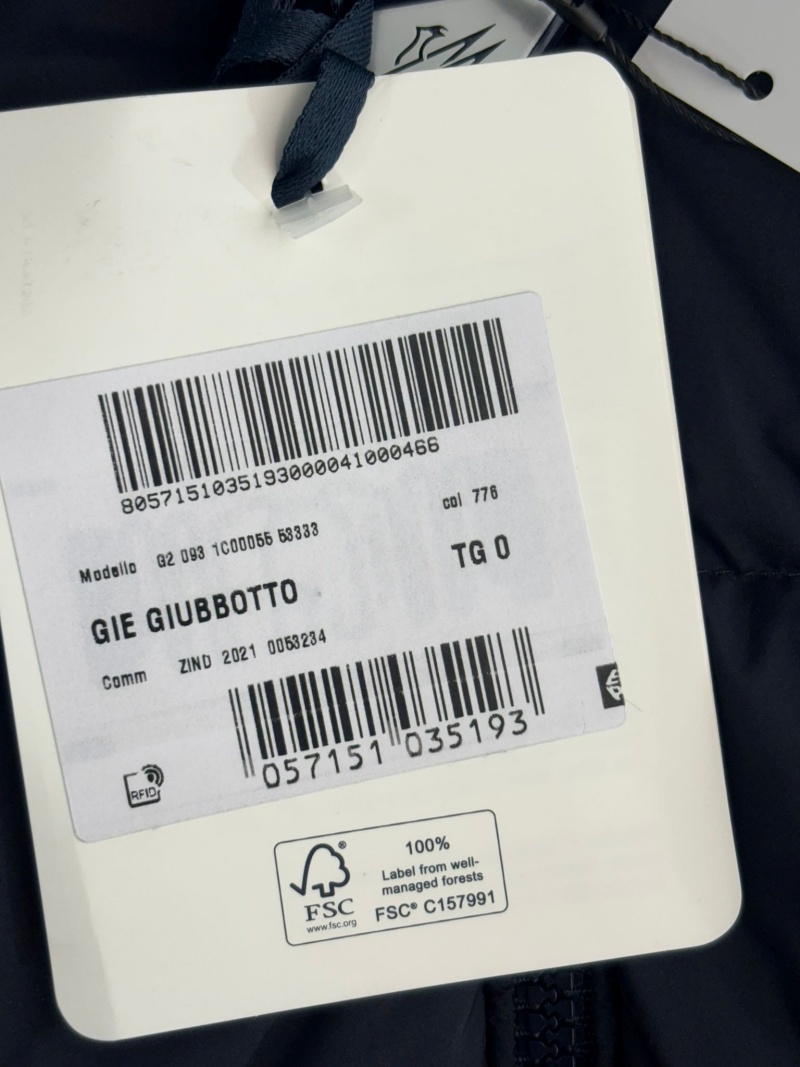 8057151035193000041000466
Modello G2 093 1C00055 53333
col 776
GIE GIUBBOTTO
TG 0
Comm ZIND 2021 0053234
057151 035193
RFID
100%
Label from well-
managed forests
FSC® C157991
FSC
www.fsc.org